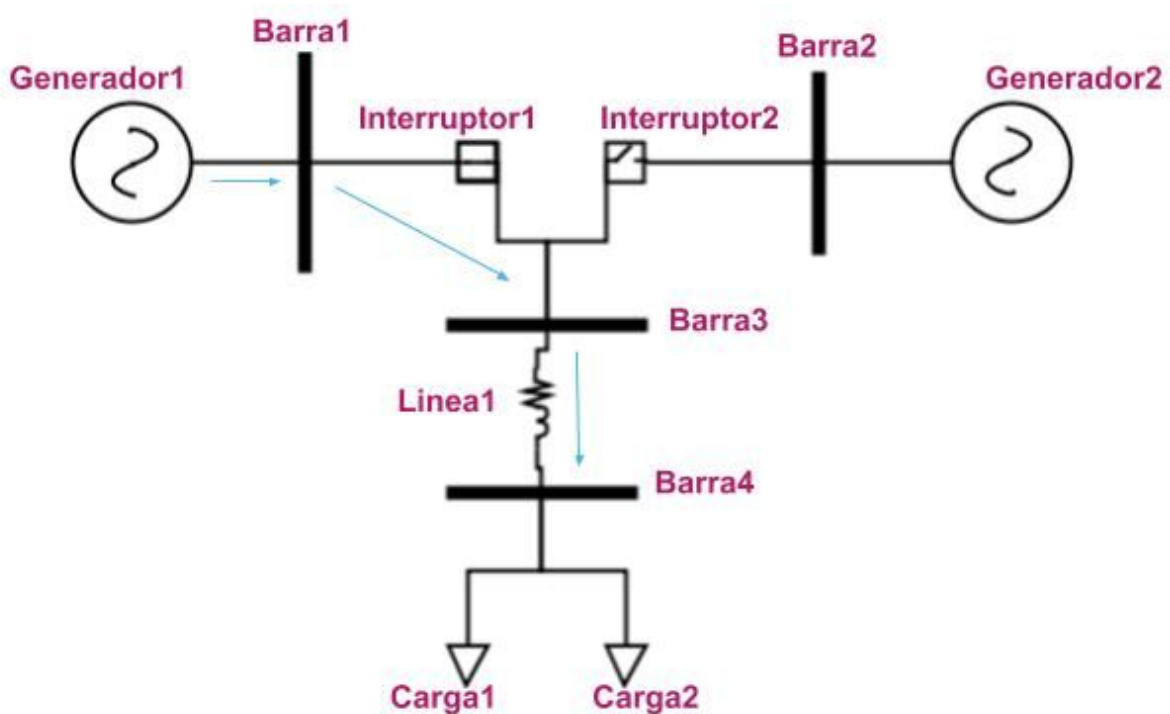 Barra1
Barra2
Generador1
Generador2
Interruptor1
Interruptor2
Barra3
Linea1
Barra4
Carga1
Carga2